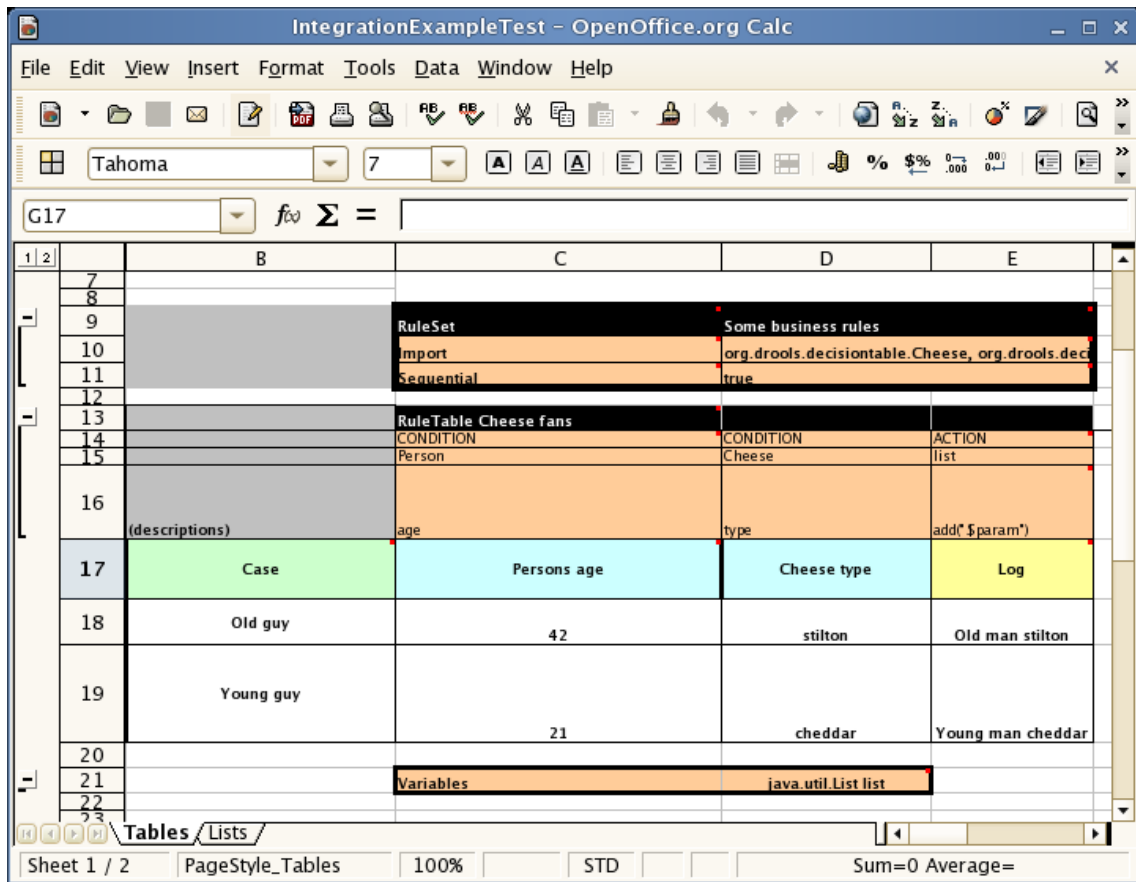 IntegrationExampleTest - OpenOffice.org Calc
File Edit View Insert Format Tools Data Window Help
Tahoma 7
G17 f(x) Σ =
1 2 B C D E
7
8
9 RuleSet Some business rules
10 Import org.drools.decisiontable.Cheese, org.drools.deci
11 Sequential true
12
13 RuleTable Cheese fans
14 CONDITION CONDITION ACTION
15 Person Cheese list
16 (descriptions) age type add("$param")
17 Case Persons age Cheese type Log
18 Old guy 42 stilton Old man stilton
19 Young guy 21 cheddar Young man cheddar
20
21 Variables java.util.List list
22
23
Tables Lists
Sheet 1 / 2 PageStyle_Tables 100% STD Sum=0 Average=